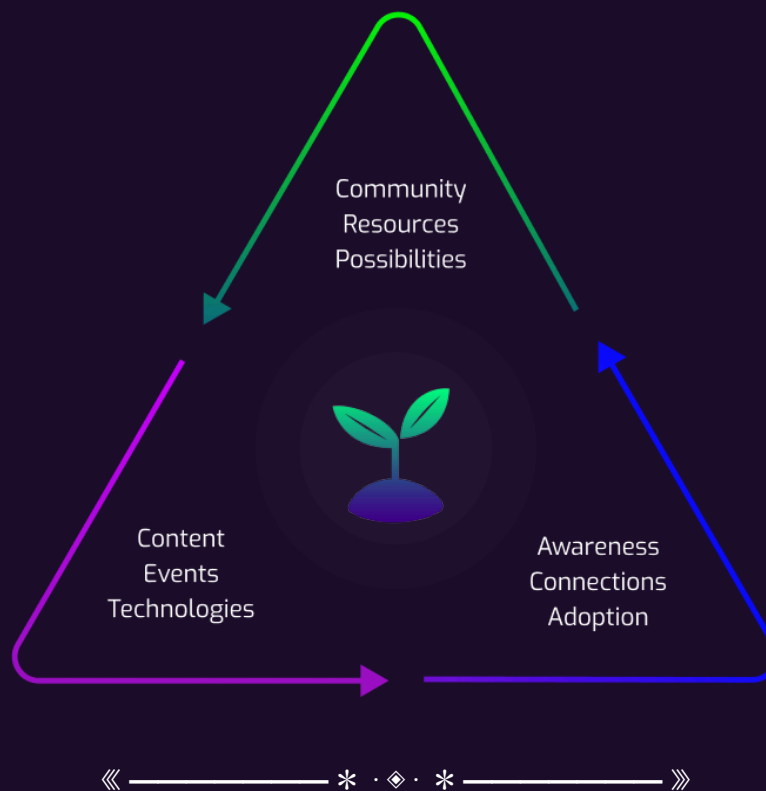 Community
Resources
Possibilities
Content
Events
Technologies
Awareness
Connections
Adoption